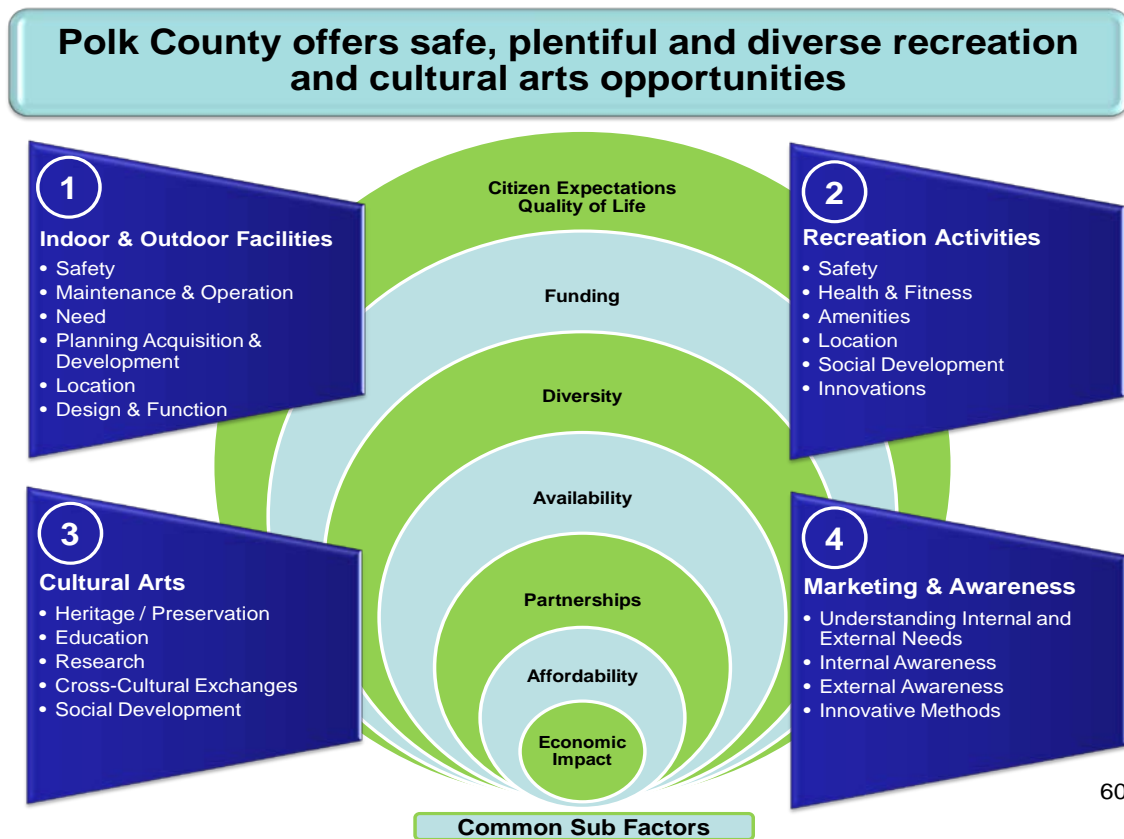 Polk County offers safe, plentiful and diverse recreation
and cultural arts opportunities
1
Indoor & Outdoor Facilities
• Safety
• Maintenance & Operation
• Need
• Planning Acquisition &
Development
• Location
• Design & Function
Citizen Expectations
Quality of Life
Funding
Diversity
Availability
Partnerships
Affordability
Economic
Impact
2
Recreation Activities
• Safety
• Health & Fitness
• Amenities
• Location
• Social Development
• Innovations
3
Cultural Arts
• Heritage / Preservation
• Education
• Research
• Cross-Cultural Exchanges
• Social Development
4
Marketing & Awareness
• Understanding Internal and
External Needs
• Internal Awareness
• External Awareness
• Innovative Methods
Common Sub Factors
60